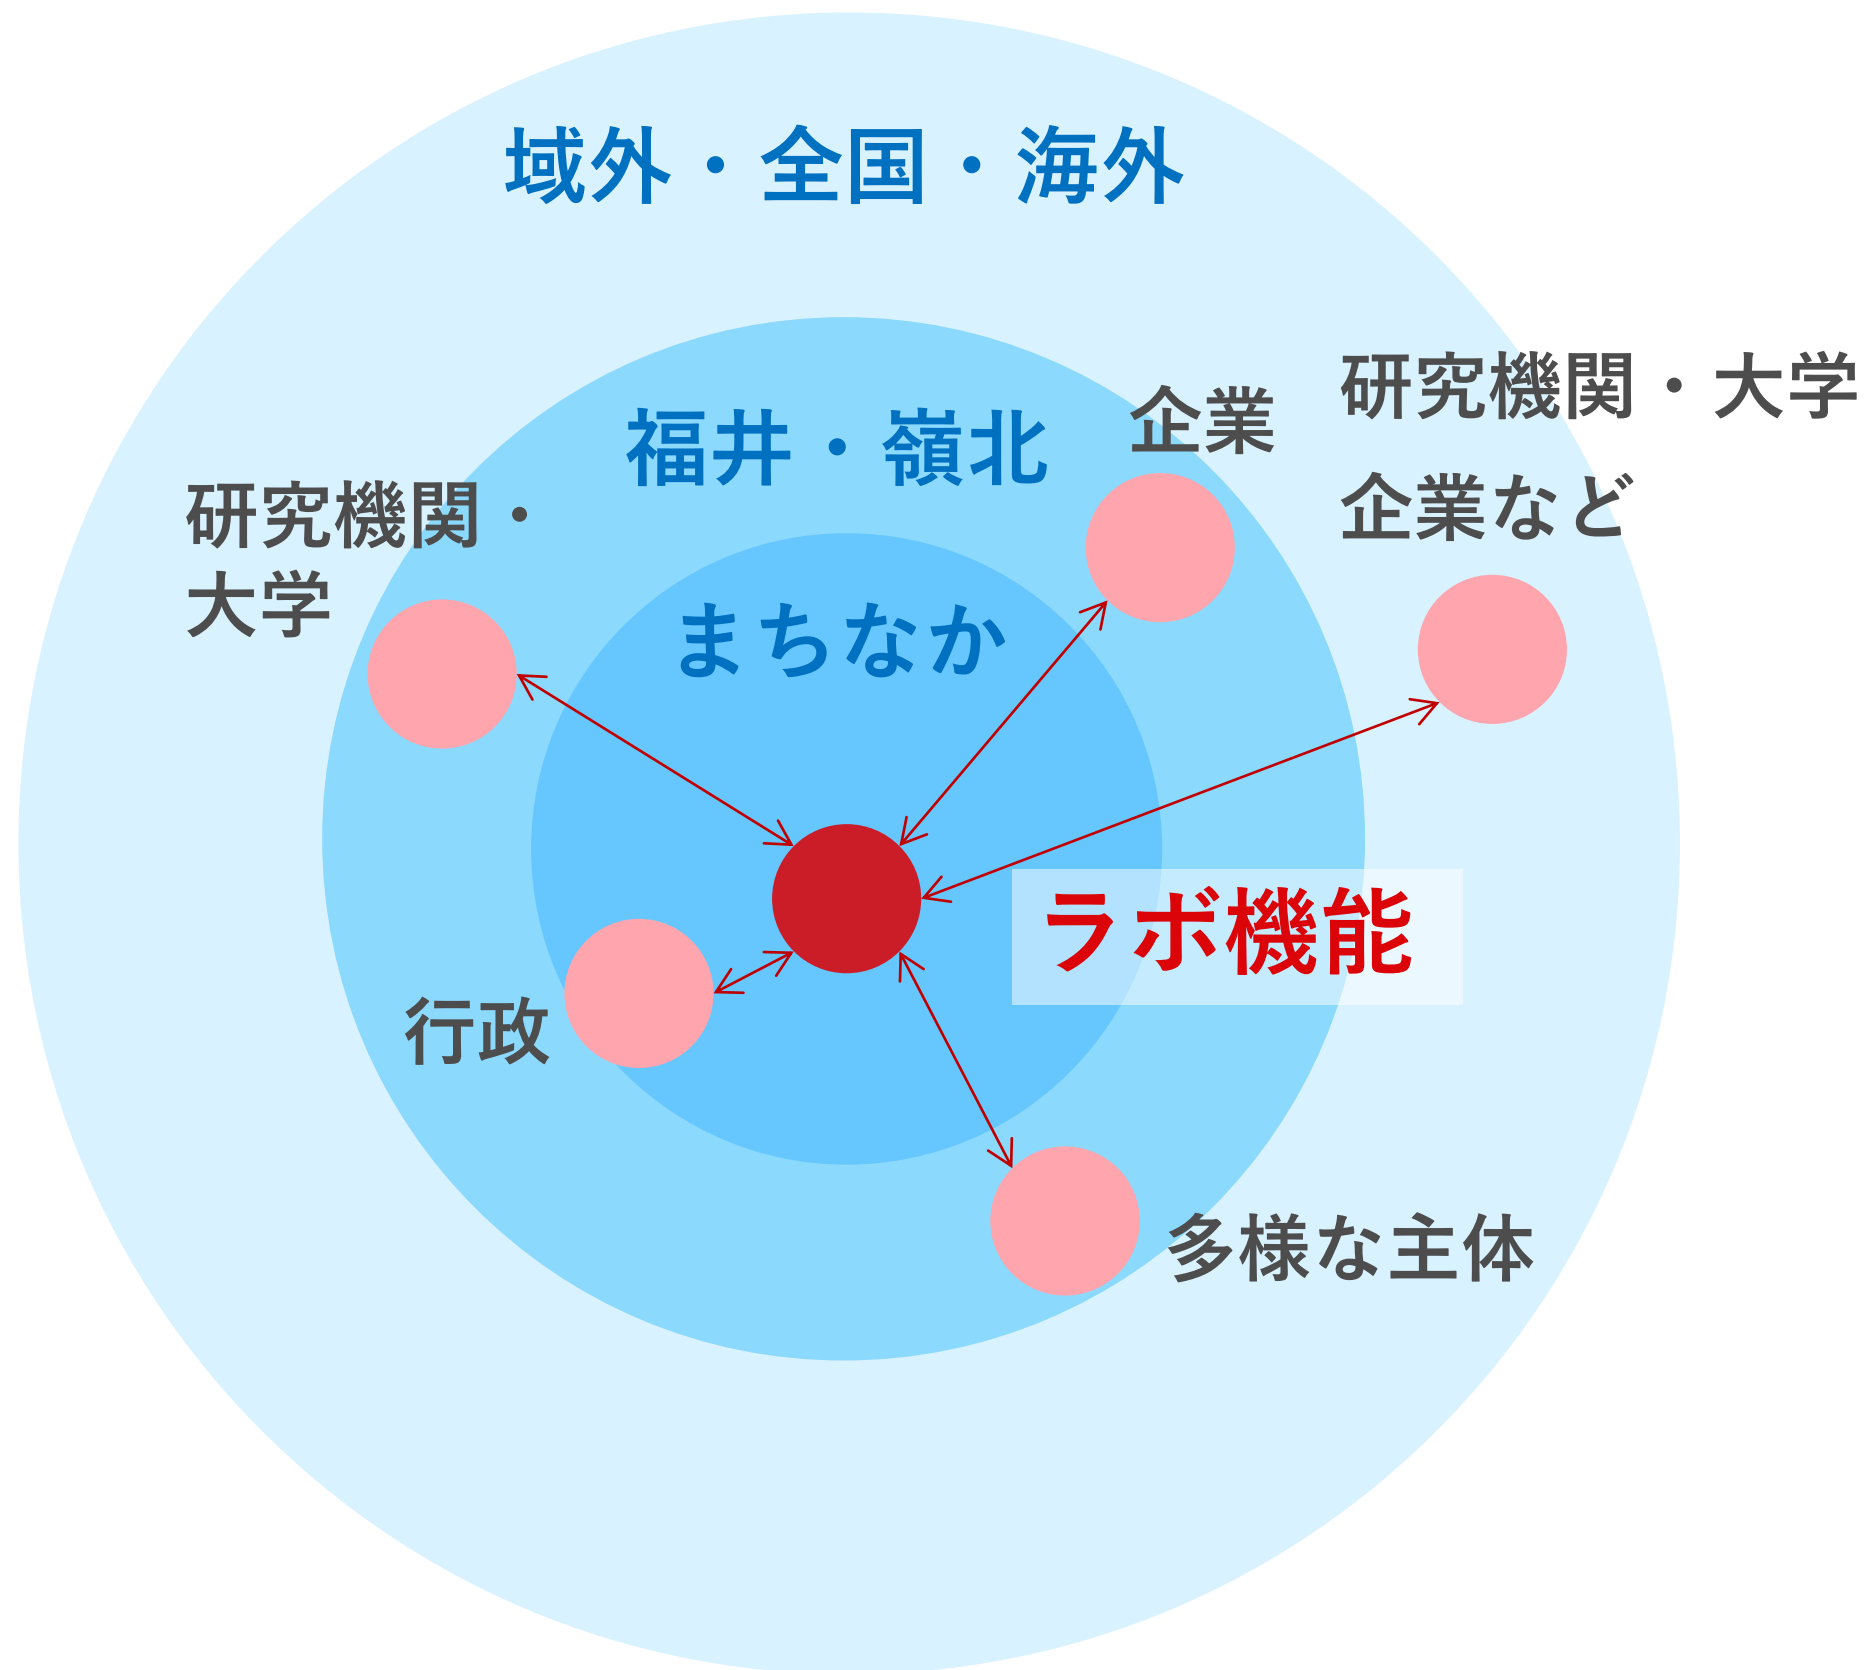 域外・全国・海外
研究機関・大学
企業など
企業
福井・嶺北
研究機関・
大学
まちなか
ラボ機能
行政
多様な主体